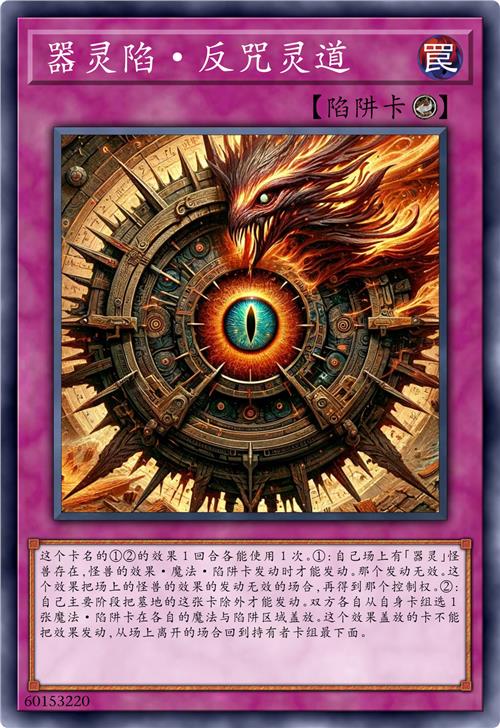 器灵陷·反咒灵道
罠
【陷阱卡】
这个卡名的①②的效果1回合各能使用1次。①:自己场上有「器灵」怪
兽存在,怪兽的效果·魔法·陷阱卡发动时才能发动。那个发动无效。这
个效果把场上的怪兽的效果的发动无效的场合,再得到那个控制权。②:
自己主要阶段把墓地的这张卡除外才能发动。双方各自从自身卡组选1
张魔法·陷阱卡在各自的魔法与陷阱区域盖放。这个效果盖放的卡不能
把效果发动,从场上离开的场合回到持有者卡组最下面。
60153220